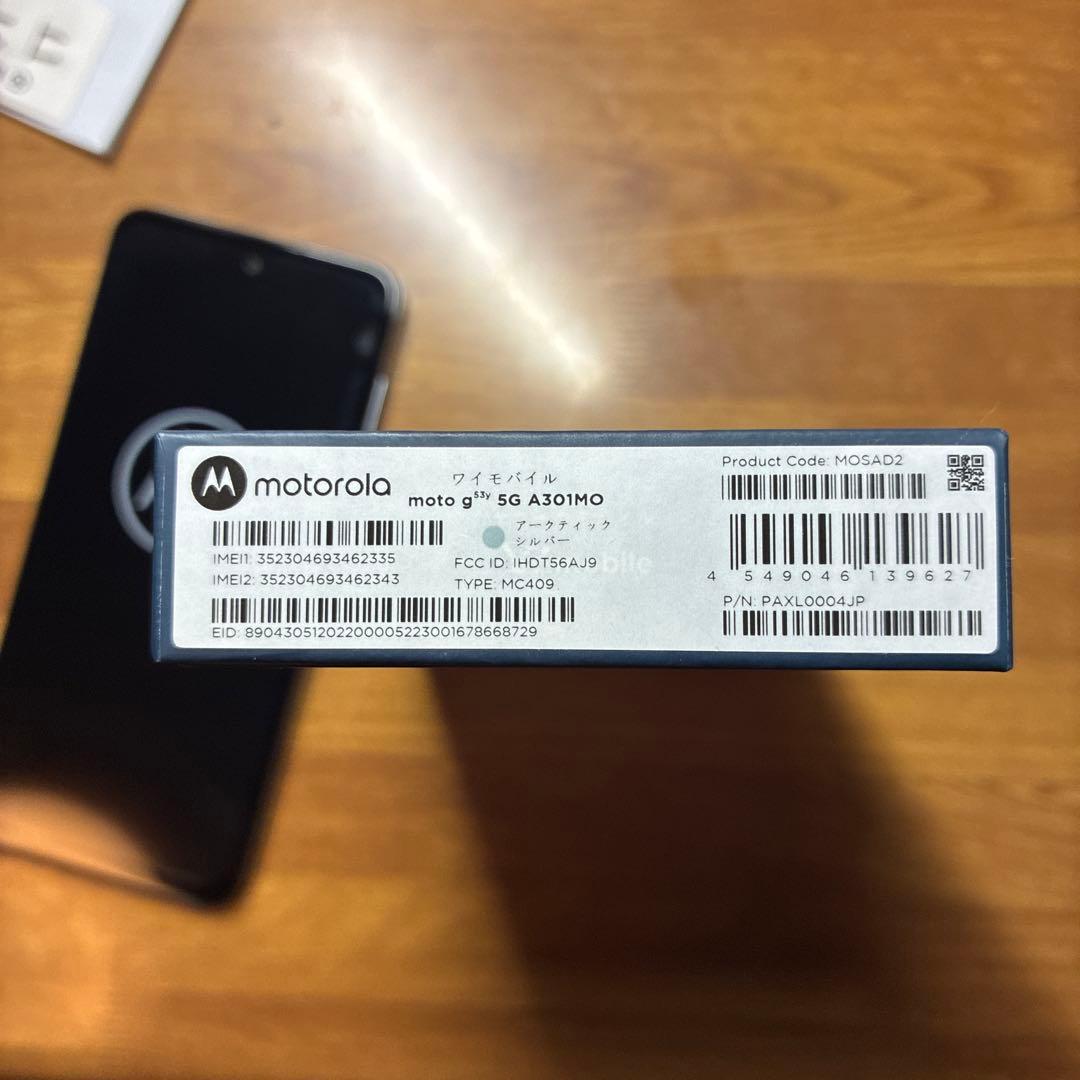 motorola
ワイモバイル
moto g53y 5G A301MO
アークティック
シルバー
IMEI1: 352304693462335
IMEI2: 352304693462343
FCC ID: IHDT56AJ9
TYPE: MC409
EID: 89043051202200005223001678668729
Product Code: MOSAD2
4 549046 139627
P/N: PAXL0004JP